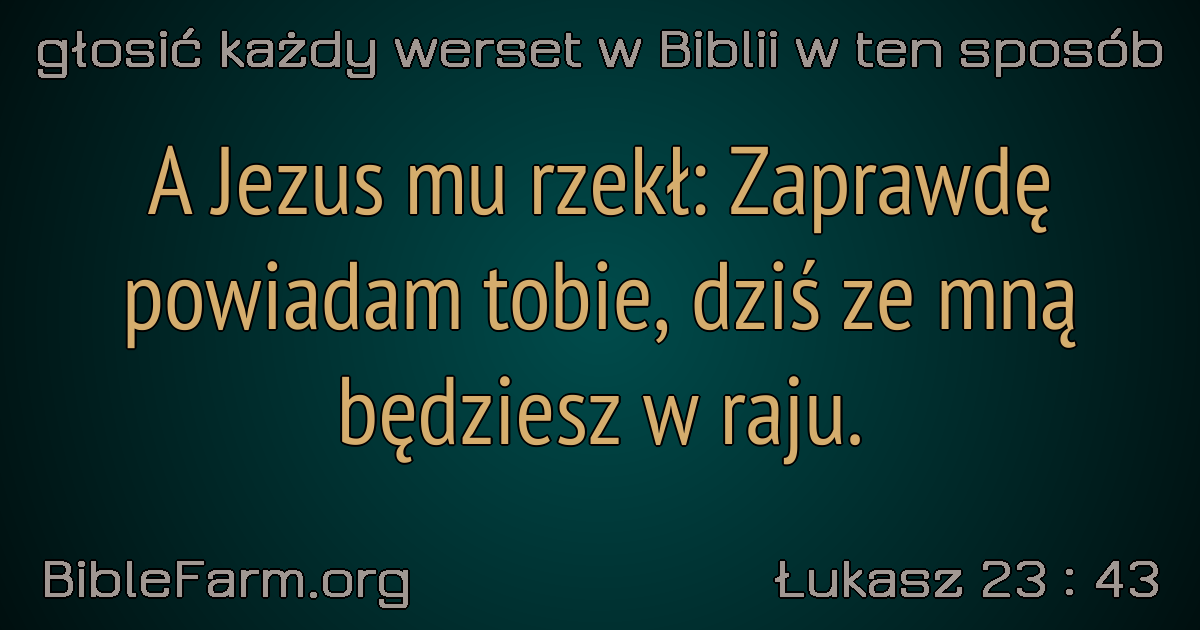 głosić każdy werset w Biblii w ten sposób
A Jezus mu rzekł: Zaprawdę
powiadam tobie, dziś ze mną
będziesz w raju.
BibleFarm.org
Łukasz 23 : 43